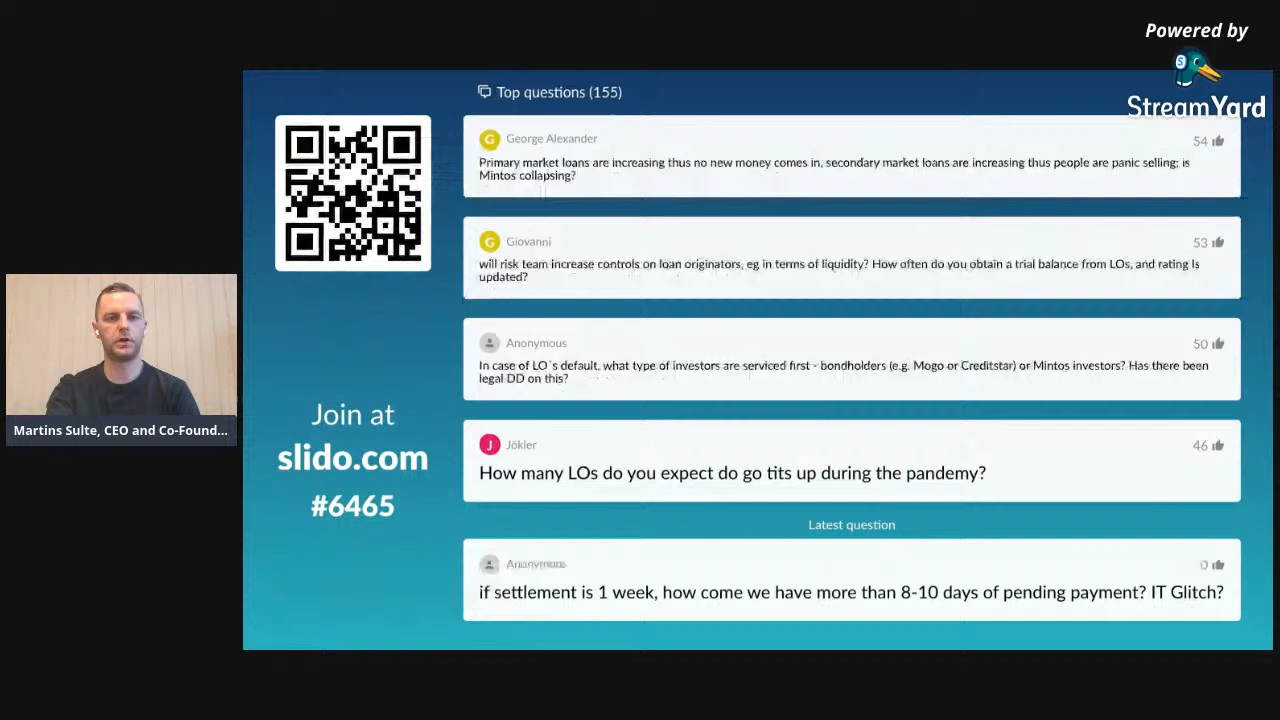 Powered by
StreamYard
Top questions (155)
G George Alexander
54
Primary market loans are increasing thus no new money comes in, secondary market loans are increasing thus people are panic selling; is
Mintos collapsing?
G Giovanni
53
will risk team increase controls on loan originators, eg in terms of liquidity? How often do you obtain a trial balance from LOs, and rating Is
updated?
Anonymous
50
In case of LO`s default, what type of investors are serviced first - bondholders (e.g. Mogo or Creditstar) or Mintos investors? Has there been
legal DD on this?
J Jökler
46
How many LOs do you expect do go tits up during the pandemy?
Latest question
Anonymous
0
if settlement is 1 week, how come we have more than 8-10 days of pending payment? IT Glitch?
Join at
slido.com
#6465
Martins Sulte, CEO and Co-Found...